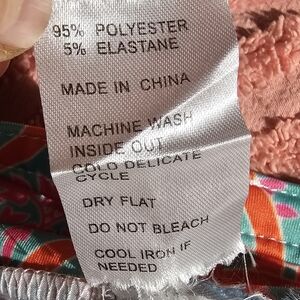 95% POLYESTER
5% ELASTANE
MADE IN CHINA
MACHINE WASH
INSIDE OUT
COLD DELICATE
CYCLE
DRY FLAT
DO NOT BLEACH
COOL IRON IF
NEEDED